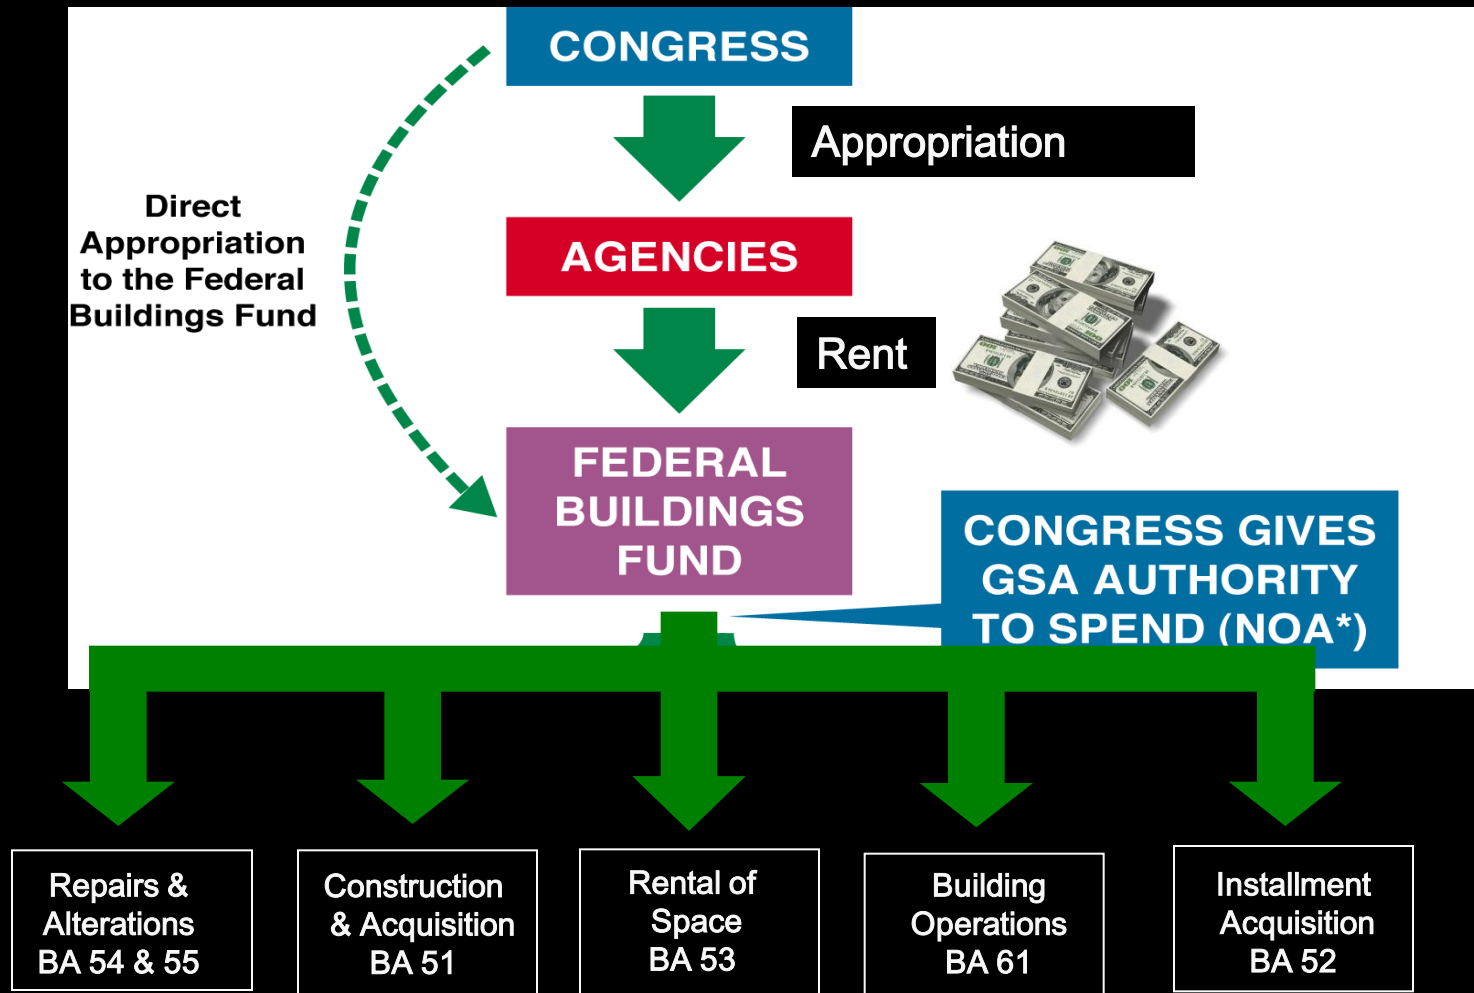 CONGRESS
Appropriation
Direct
Appropriation
to the Federal
Buildings Fund
AGENCIES
Rent
FEDERAL
BUILDINGS
FUND
CONGRESS GIVES
GSA AUTHORITY
TO SPEND (NOA*)
Repairs &
Alterations
BA 54 & 55
Construction
& Acquisition
BA 51
Rental of
Space
BA 53
Building
Operations
BA 61
Installment
Acquisition
BA 52